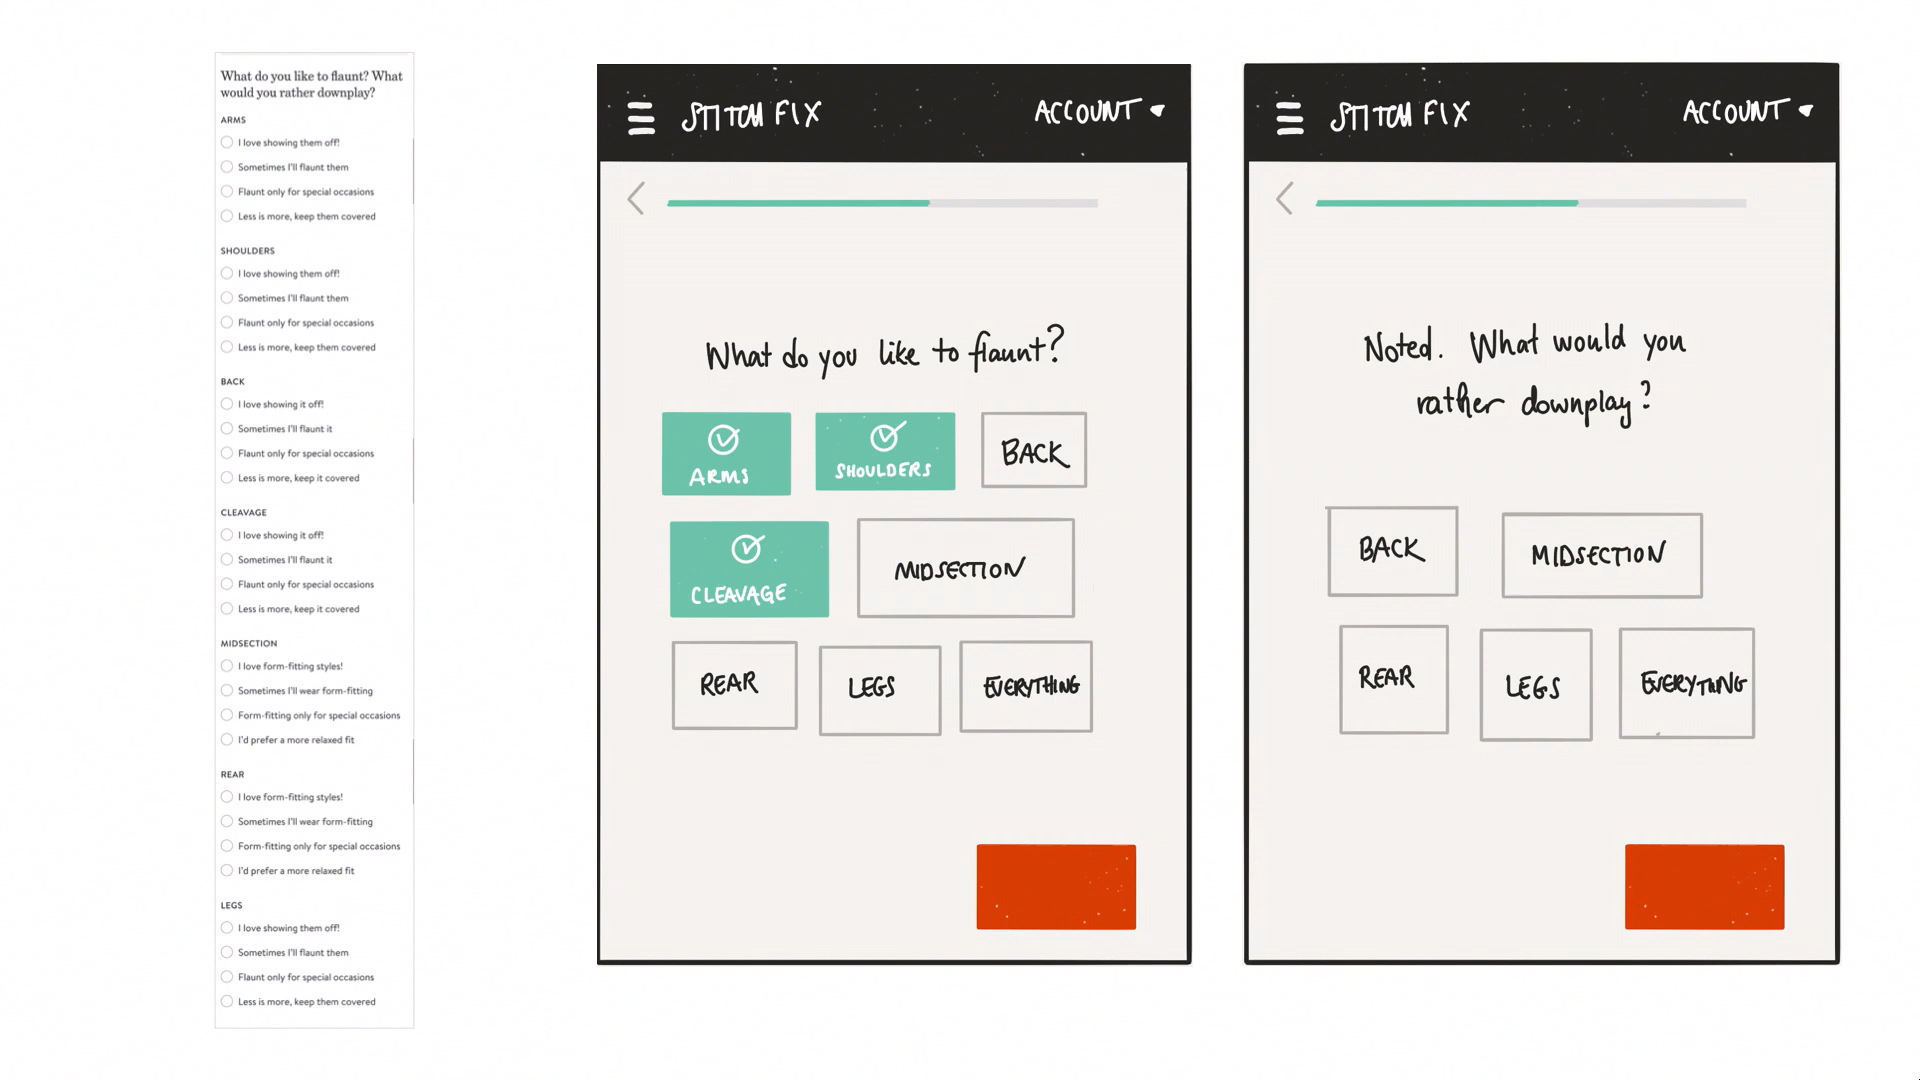 What do you like to flaunt? What
would you rather downplay?
ARMS
I love showing them off!
Sometimes I'll flaunt them
Flaunt only for special occasions
Less is more, keep them covered
SHOULDERS
I love showing them off!
Sometimes I'll flaunt them
Flaunt only for special occasions
Less is more, keep them covered
BACK
I love showing it off!
Sometimes I'll flaunt it
Flaunt only for special occasions
Less is more, keep it covered
CLEAVAGE
I love showing it off!
Sometimes I'll flaunt it
Flaunt only for special occasions
Less is more, keep it covered
MIDSECTION
I love form-fitting styles!
Sometimes I'll wear form-fitting
Form-fitting only for special occasions
I'd prefer a more relaxed fit
REAR
I love form-fitting styles!
Sometimes I'll wear form-fitting
Form-fitting only for special occasions
I'd prefer a more relaxed fit
LEGS
I love showing them off!
Sometimes I'll flaunt them
Flaunt only for special occasions
Less is more, keep them covered
STITCH FIX ACCOUNT
What do you like to flaunt?
ARMS SHOULDERS BACK
CLEAVAGE MIDSECTION
REAR LEGS EVERYTHING
STITCH FIX ACCOUNT
Noted. What would you
rather downplay?
BACK MIDSECTION
REAR LEGS EVERYTHING